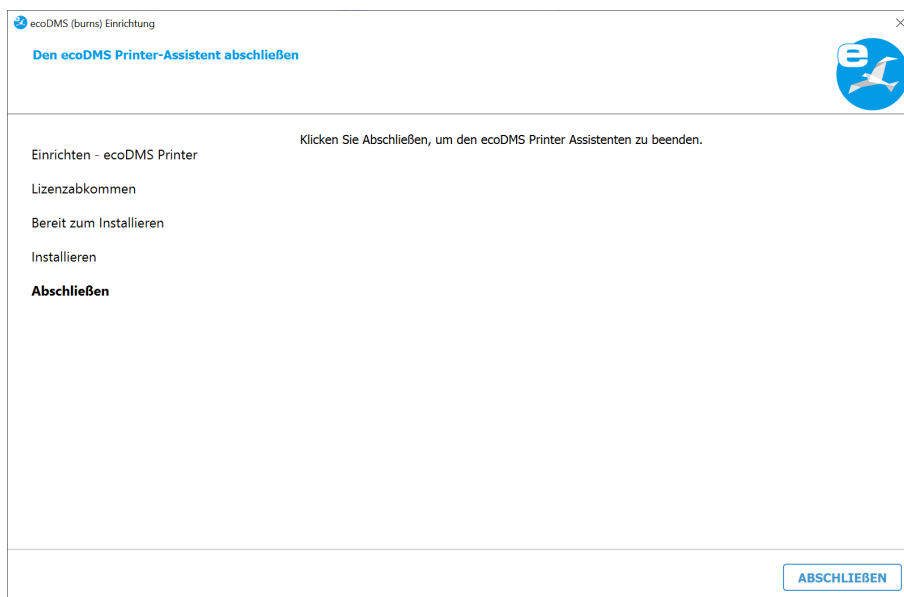 ecoDMS (burns) Einrichtung
Den ecoDMS Printer-Assistent abschließen
e
Klicken Sie Abschließen, um den ecoDMS Printer Assistenten zu beenden.
Einrichten - ecoDMS Printer
Lizenzabkommen
Bereit zum Installieren
Installieren
Abschließen
ABSCHLIEßEN